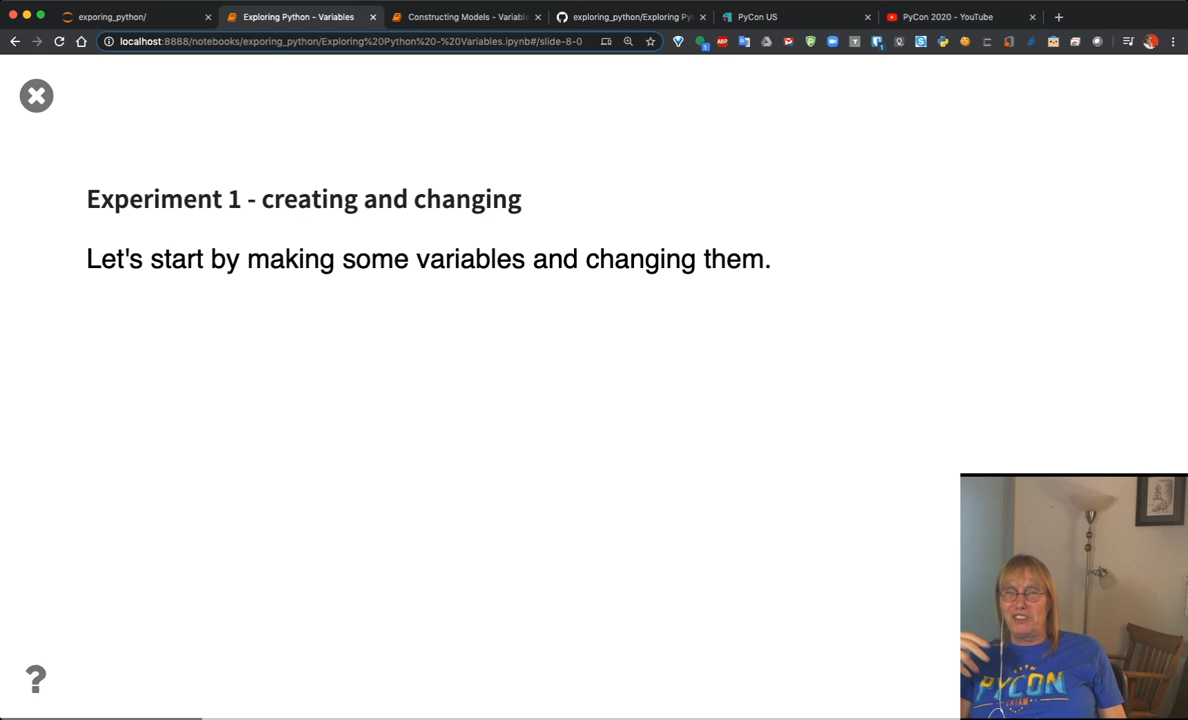 exporing_python/
Exploring Python - Variables
Constructing Models - Variable
exploring_python/Exploring Py
PyCon US
PyCon 2020 - YouTube
localhost:8888/notebooks/exporing_python/Exploring%20Python%20-%20Variables.ipynb#/slide-8-0
Experiment 1 - creating and changing
Let's start by making some variables and changing them.
PYCON
?